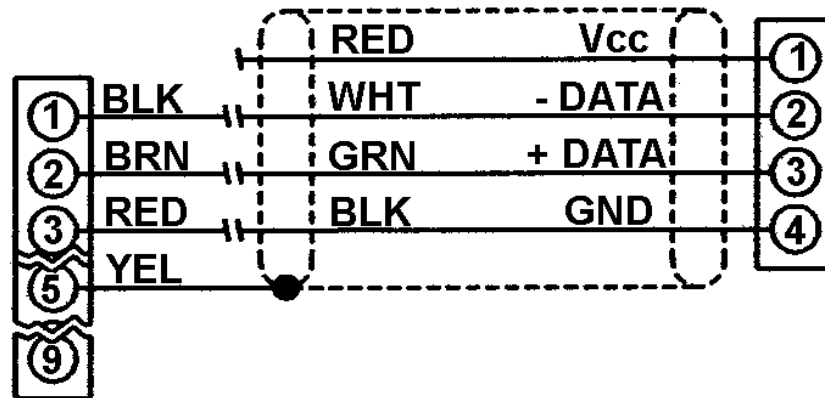 RED Vcc 1
1 BLK WHT - DATA 2
2 BRN GRN + DATA 3
3 RED BLK GND 4
5 YEL
9